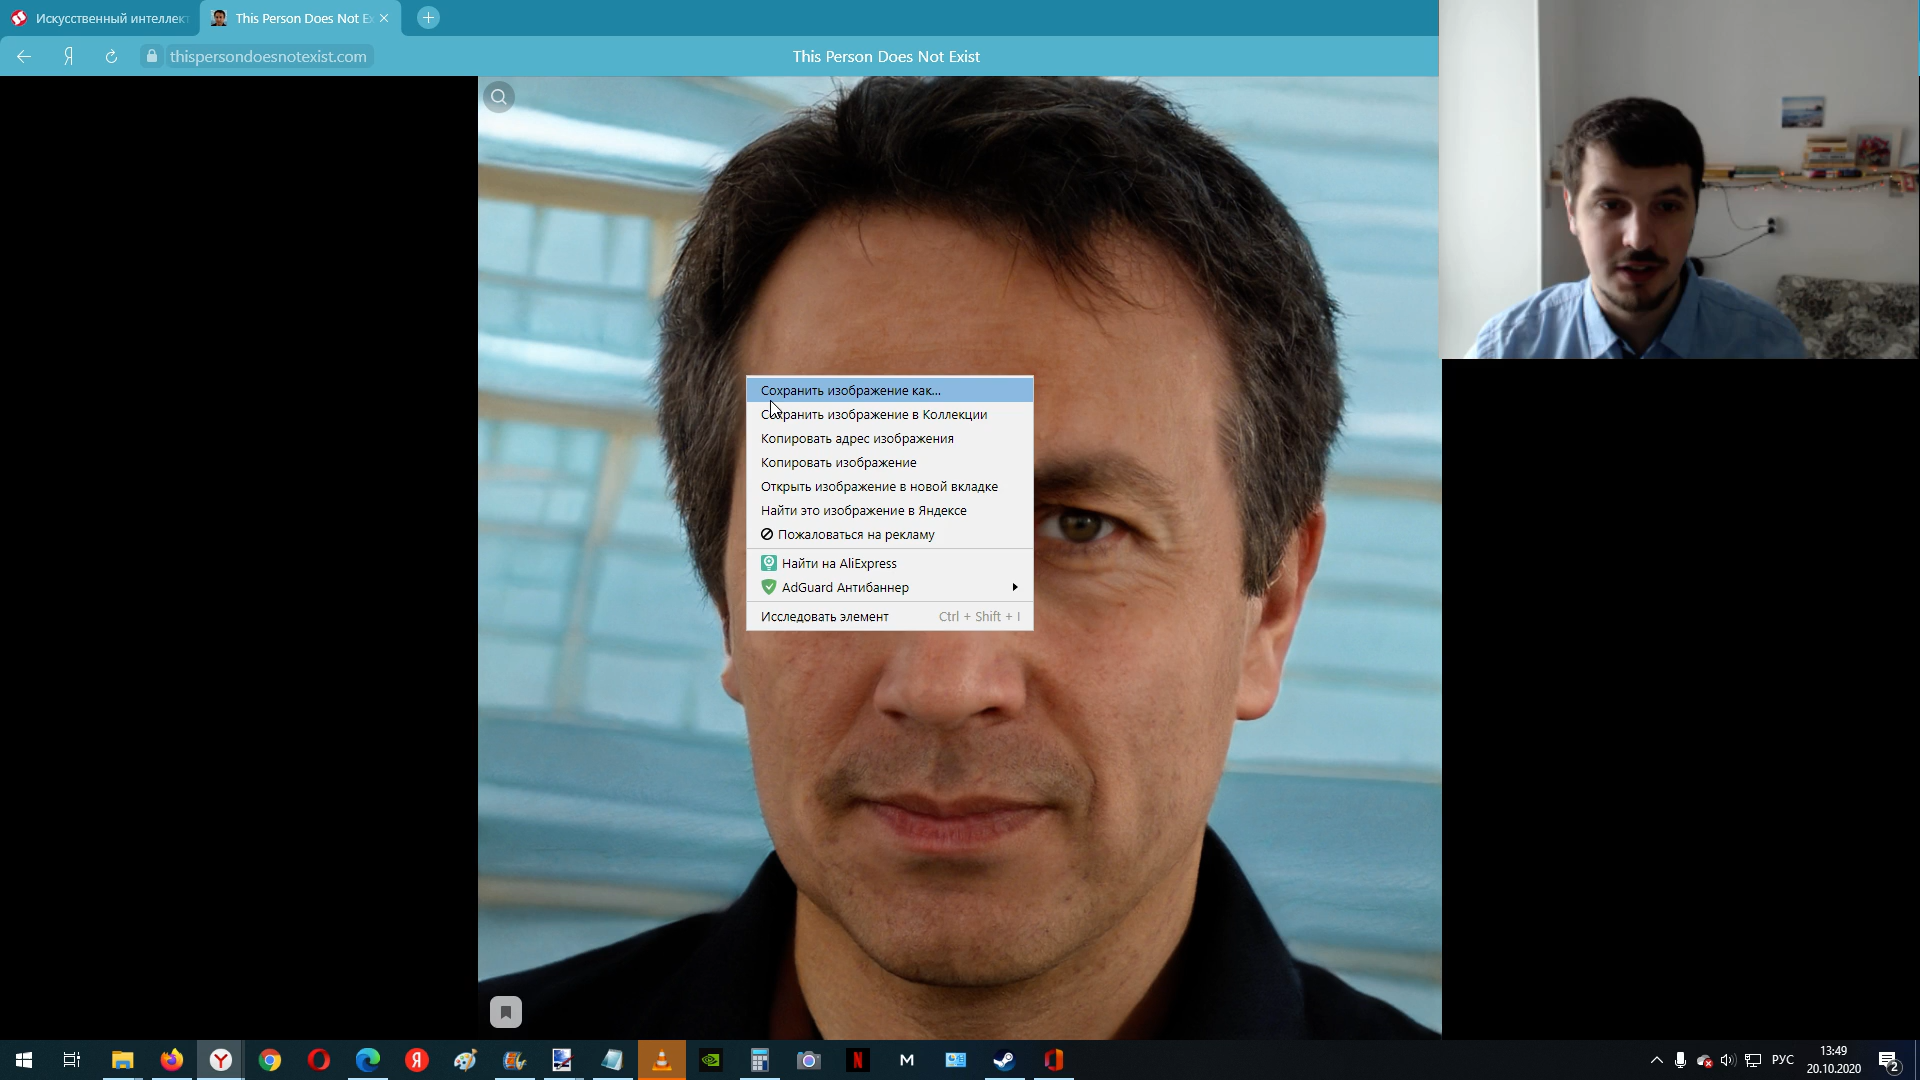 Искусственный интеллект
This Person Does Not Ex
thispersondoesnotexist.com
This Person Does Not Exist
Сохранить изображение как...
Сохранить изображение в Коллекции
Копировать адрес изображения
Копировать изображение
Открыть изображение в новой вкладке
Найти это изображение в Яндексе
Пожаловаться на рекламу
Найти на AliExpress
AdGuard Антибаннер
Исследовать элемент Ctrl + Shift + I
РУС
13:49
20.10.2020
2